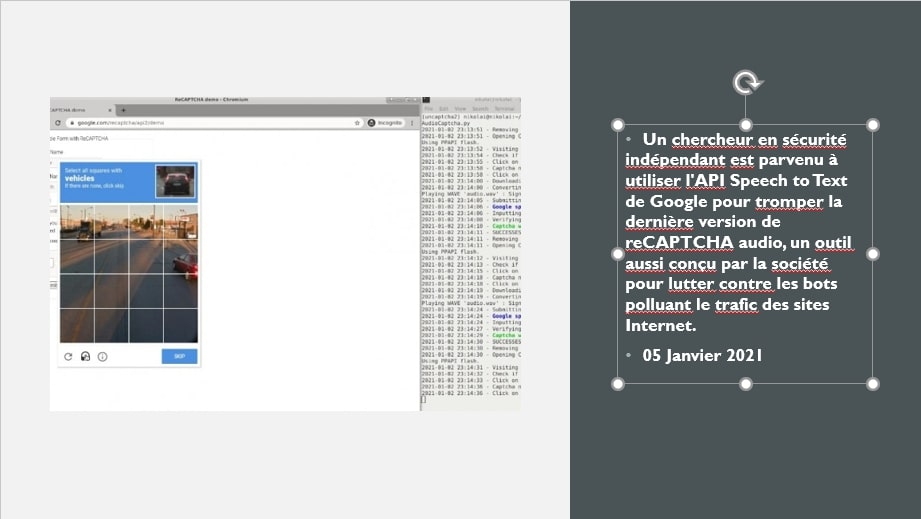 ReCAPTCHA demo - Chromium
google.com/recaptcha/api2/demo
Incognito
Select all squares with
vehicles
If there are none, click skip
SKIP
File Edit View Search Terminal
AudioCaptcha.py
2021-01-02 23:13:51 - Removing
2021-01-02 23:13:51 - Opening C
Using PPAPI flash.
2021-01-02 23:13:52 - Visiting
2021-01-02 23:13:54 - Check if
2021-01-02 23:13:55 - Click on
2021-01-02 23:13:58 - Captcha n
2021-01-02 23:13:58 - Click on
2021-01-02 23:14:00 - Downloadi
2021-01-02 23:14:00 - Convertin
Playing WAVE 'audio.wav' : Sign
2021-01-02 23:14:05 - Submittin
2021-01-02 23:14:06 - Google sp
2021-01-02 23:14:06 - Inputting
2021-01-02 23:14:08 - Verifying
2021-01-02 23:14:10 - Captcha w
2021-01-02 23:14:11 - SUCCESSES
2021-01-02 23:14:11 - Removing
2021-01-02 23:14:11 - Opening C
Using PPAPI flash.
2021-01-02 23:14:12 - Visiting
2021-01-02 23:14:13 - Check if
2021-01-02 23:14:15 - Click on
2021-01-02 23:14:18 - Captcha n
2021-01-02 23:14:18 - Click on
2021-01-02 23:14:19 - Downloadi
2021-01-02 23:14:19 - Convertin
Playing WAVE 'audio.wav' : Sign
2021-01-02 23:14:24 - Submittin
2021-01-02 23:14:24 - Google sp
2021-01-02 23:14:24 - Inputting
2021-01-02 23:14:27 - Verifying
2021-01-02 23:14:29 - Captcha w
2021-01-02 23:14:30 - SUCCESSES
2021-01-02 23:14:30 - Removing
2021-01-02 23:14:30 - Opening C
Using PPAPI flash.
2021-01-02 23:14:31 - Visiting
2021-01-02 23:14:32 - Check if
2021-01-02 23:14:33 - Click on
2021-01-02 23:14:36 - Captcha n
2021-01-02 23:14:36 - Click on
• Un chercheur en sécurité
indépendant est parvenu à
utiliser l'API Speech to Text
de Google pour tromper la
dernière version de
reCAPTCHA audio, un outil
aussi conçu par la société
pour lutter contre les bots
polluant le trafic des sites
Internet.
• 05 Janvier 2021